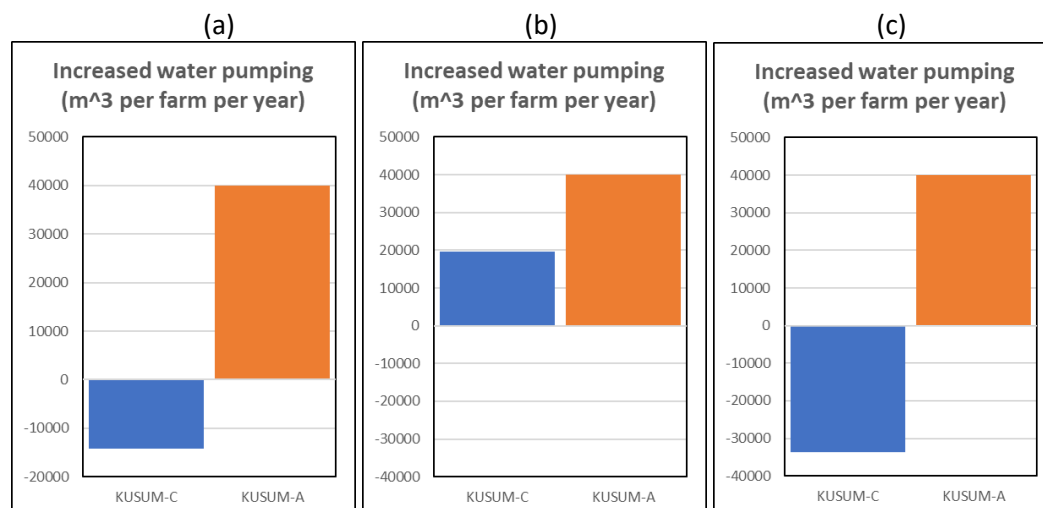 (a)
Increased water pumping
(m^3 per farm per year)
50000
40000
30000
20000
10000
0
-10000
-20000
KUSUM-C KUSUM-A
(b)
Increased water pumping
(m^3 per farm per year)
50000
40000
30000
20000
10000
0
-10000
-20000
-30000
-40000
KUSUM-C KUSUM-A
(c)
Increased water pumping
(m^3 per farm per year)
50000
40000
30000
20000
10000
0
-10000
-20000
-30000
-40000
KUSUM-C KUSUM-A